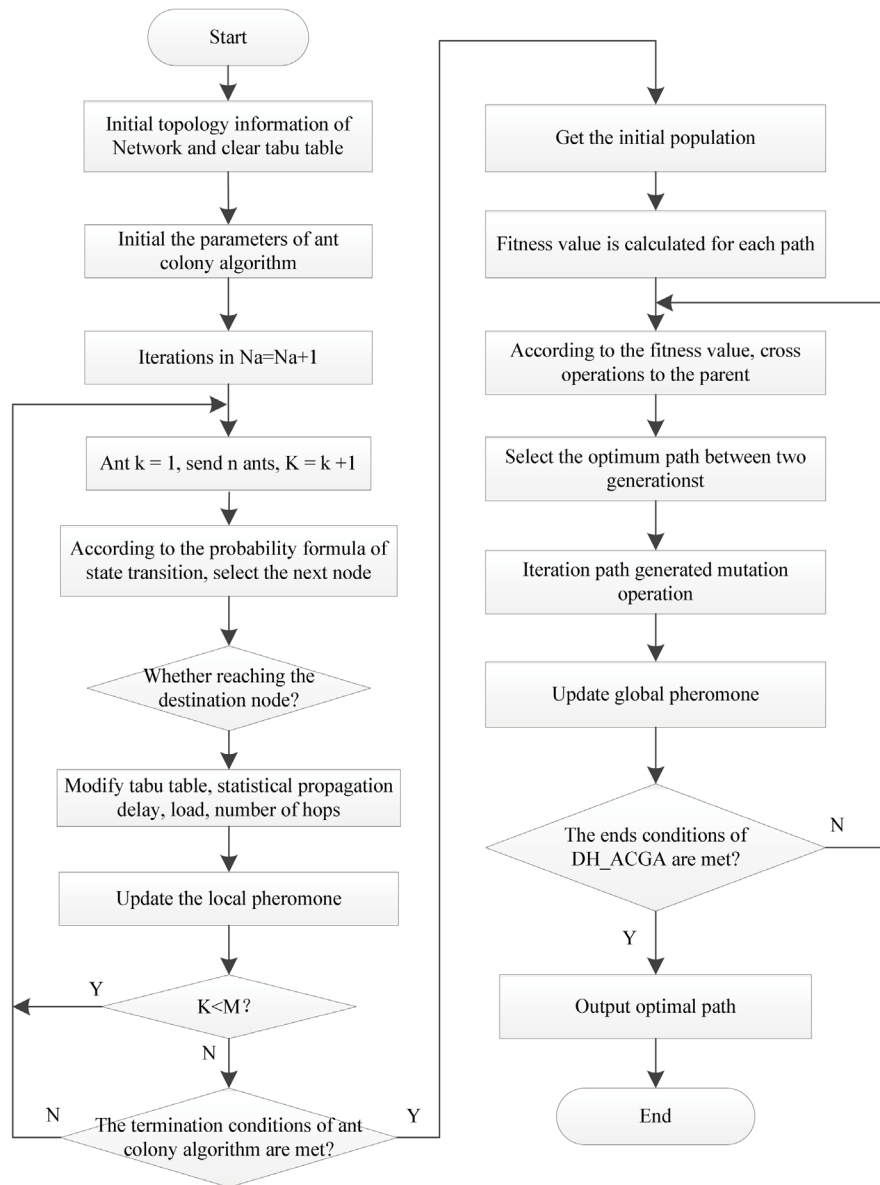 Start
Initial topology information of
Network and clear tabu table
Initial the parameters of ant
colony algorithm
Iterations in Na=Na+1
Ant k = 1, send n ants, K = k +1
According to the probability formula of
state transition, select the next node
Whether reaching the
destination node?
Modify tabu table, statistical propagation
delay, load, number of hops
Update the local pheromone
Y
K<M?
N
N
The termination conditions of ant
colony algorithm are met?
Y
Get the initial population
Fitness value is calculated for each path
According to the fitness value, cross
operations to the parent
Select the optimum path between two
generationst
Iteration path generated mutation
operation
Update global pheromone
The ends conditions of
DH_ACGA are met?
N
Y
Output optimal path
End